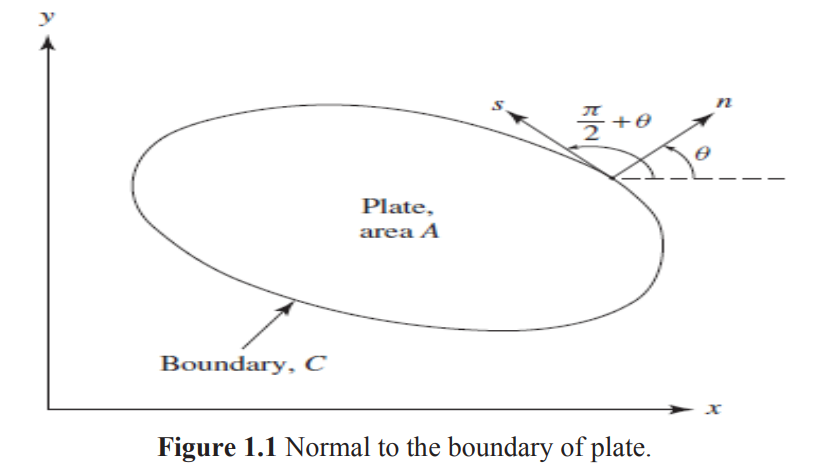 y
s
π/2 + θ
n
θ
Plate,
area A
Boundary, C
x
Figure 1.1 Normal to the boundary of plate.